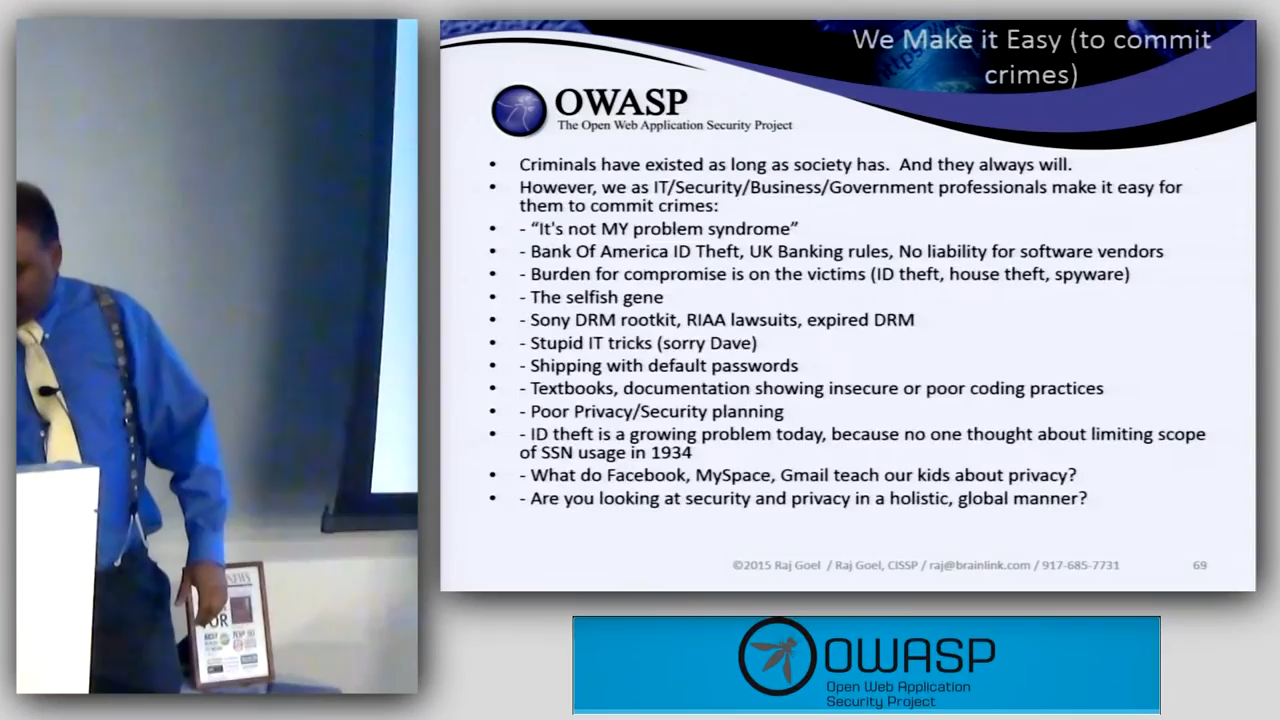 We Make it Easy (to commit
crimes)
OWASP
The Open Web Application Security Project
• Criminals have existed as long as society has. And they always will.
• However, we as IT/Security/Business/Government professionals make it easy for
them to commit crimes:
• - “It's not MY problem syndrome”
• - Bank Of America ID Theft, UK Banking rules, No liability for software vendors
• - Burden for compromise is on the victims (ID theft, house theft, spyware)
• - The selfish gene
• - Sony DRM rootkit, RIAA lawsuits, expired DRM
• - Stupid IT tricks (sorry Dave)
• - Shipping with default passwords
• - Textbooks, documentation showing insecure or poor coding practices
• - Poor Privacy/Security planning
• - ID theft is a growing problem today, because no one thought about limiting scope
of SSN usage in 1934
• - What do Facebook, MySpace, Gmail teach our kids about privacy?
• - Are you looking at security and privacy in a holistic, global manner?
©2015 Raj Goel / Raj Goel, CISSP / raj@brainlink.com / 917-685-7731 69
OWASP
Open Web Application
Security Project